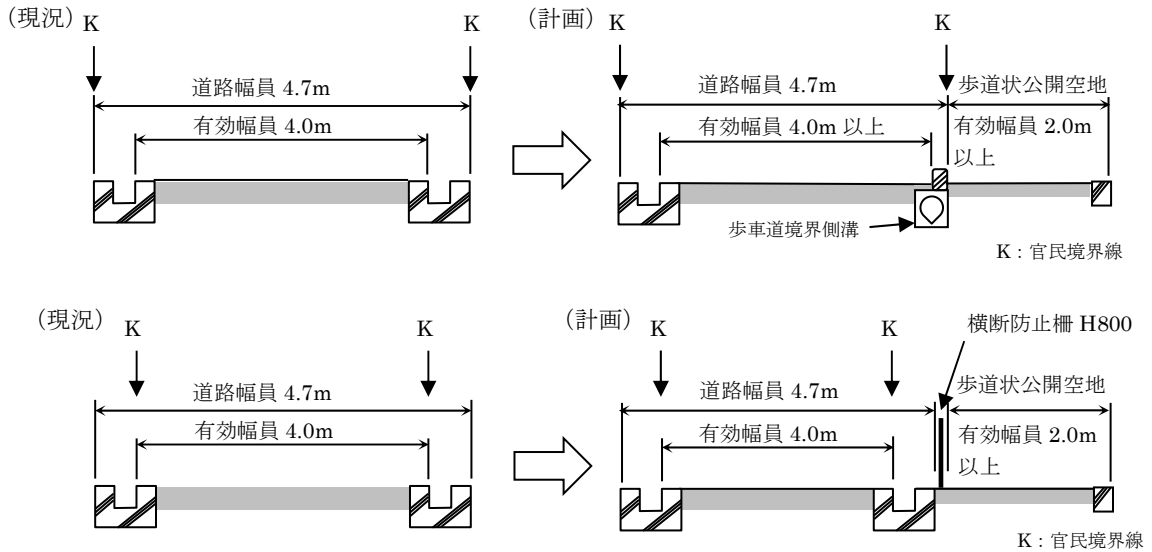 （現況）
K
K
道路幅員 4.7m
有効幅員 4.0m
（計画）
K
K
道路幅員 4.7m
歩道状公開空地
有効幅員 4.0m 以上
有効幅員 2.0m
以上
歩車道境界側溝
K：官民境界線
（現況）
K
K
道路幅員 4.7m
有効幅員 4.0m
（計画）
K
K
横断防止柵 H800
道路幅員 4.7m
歩道状公開空地
有効幅員 4.0m
有効幅員 2.0m
以上
K：官民境界線